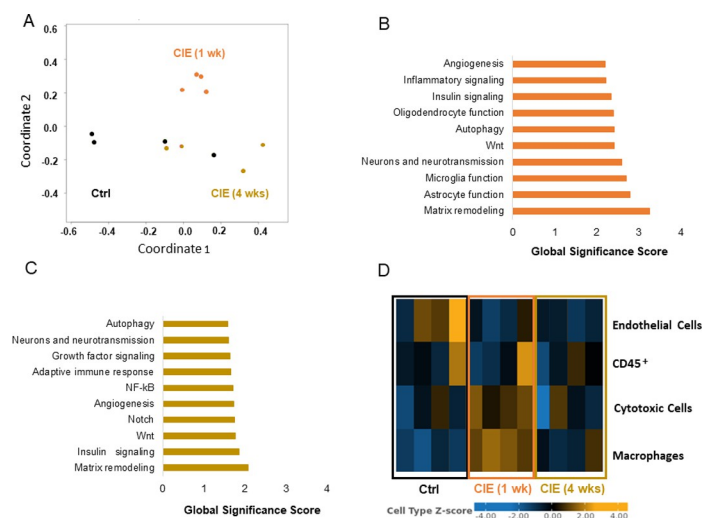 A
CIE (1 wk)
Coordinate 2
0.6
0.4
0.2
0.0
-0.2
-0.4
Ctrl
CIE (4 wks)
-0.6
-0.4
-0.2
0.0
0.2
0.4
Coordinate 1
B
Angiogenesis
Inflammatory signaling
Insulin signaling
Oligodendrocyte function
Autophagy
Wnt
Neurons and neurotransmission
Microglia function
Astrocyte function
Matrix remodeling
0 1 2 3 4
Global Significance Score
C
Autophagy
Neurons and neurotransmission
Growth factor signaling
Adaptive immune response
NF-kB
Angiogenesis
Notch
Wnt
Insulin signaling
Matrix remodeling
0 1 2 3 4
Global Significance Score
D
Endothelial Cells
CD45+
Cytotoxic Cells
Macrophages
Ctrl CIE (1 wk) CIE (4 wks)
Cell Type Z-score
-4.00 -2.00 0.00 2.00 4.00